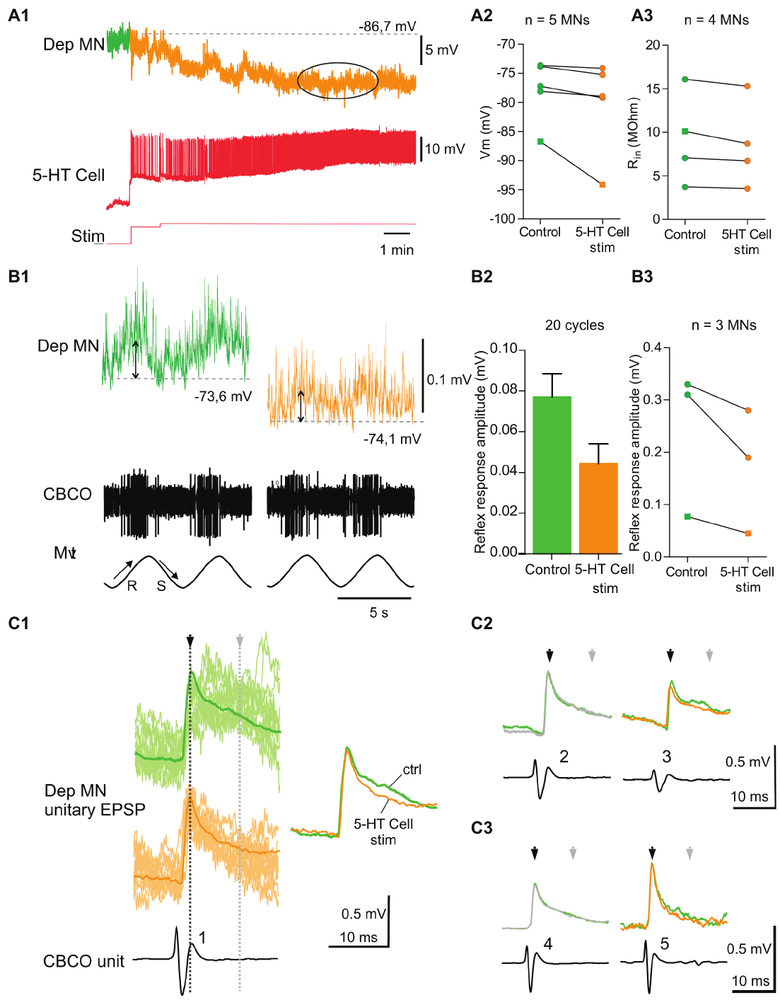 A1
Dep MN
-86,7 mV
5 mV
5-HT Cell
10 mV
Stim
1 min
A2
n = 5 MNs
Vm (mV)
-70
-75
-80
-85
-90
-95
-100
Control
5-HT Cell
stim
A3
n = 4 MNs
Rin (MOhm)
20
15
10
5
0
Control
5HT Cell
stim
B1
Dep MN
-73,6 mV
0.1 mV
-74,1 mV
CBCO
0
Mvt
R
S
5 s
B2
20 cycles
Reflex response amplitude (mV)
0.10
0.08
0.06
0.04
0.02
0.00
Control
5-HT Cell
stim
B3
n = 3 MNs
Reflex response amplitude (mV)
0.4
0.3
0.2
0.1
0.0
Control
5-HT Cell
stim
C1
Dep MN
unitary EPSP
ctrl
5-HT Cell
stim
0.5 mV
10 ms
1
CBCO unit
C2
2
3
0.5 mV
10 ms
C3
4
5
0.5 mV
10 ms